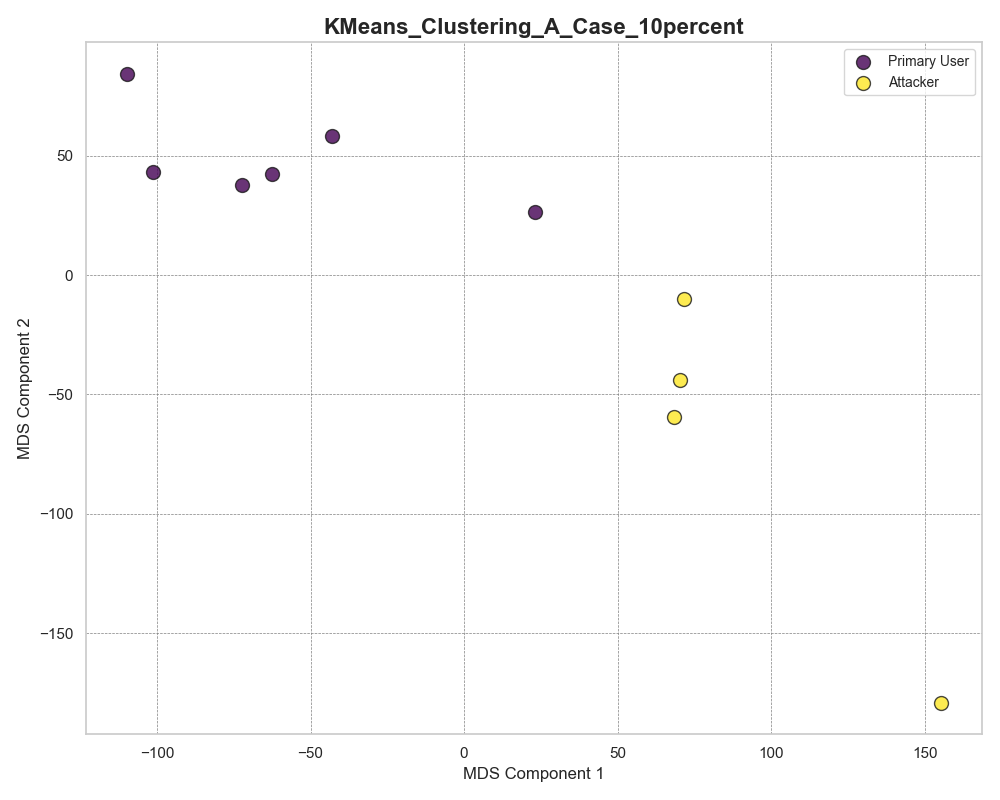 KMeans_Clustering_A_Case_10percent
Primary User
Attacker
50
0
−50
−100
−150
MDS Component 2
−100
−50
0
50
100
150
MDS Component 1